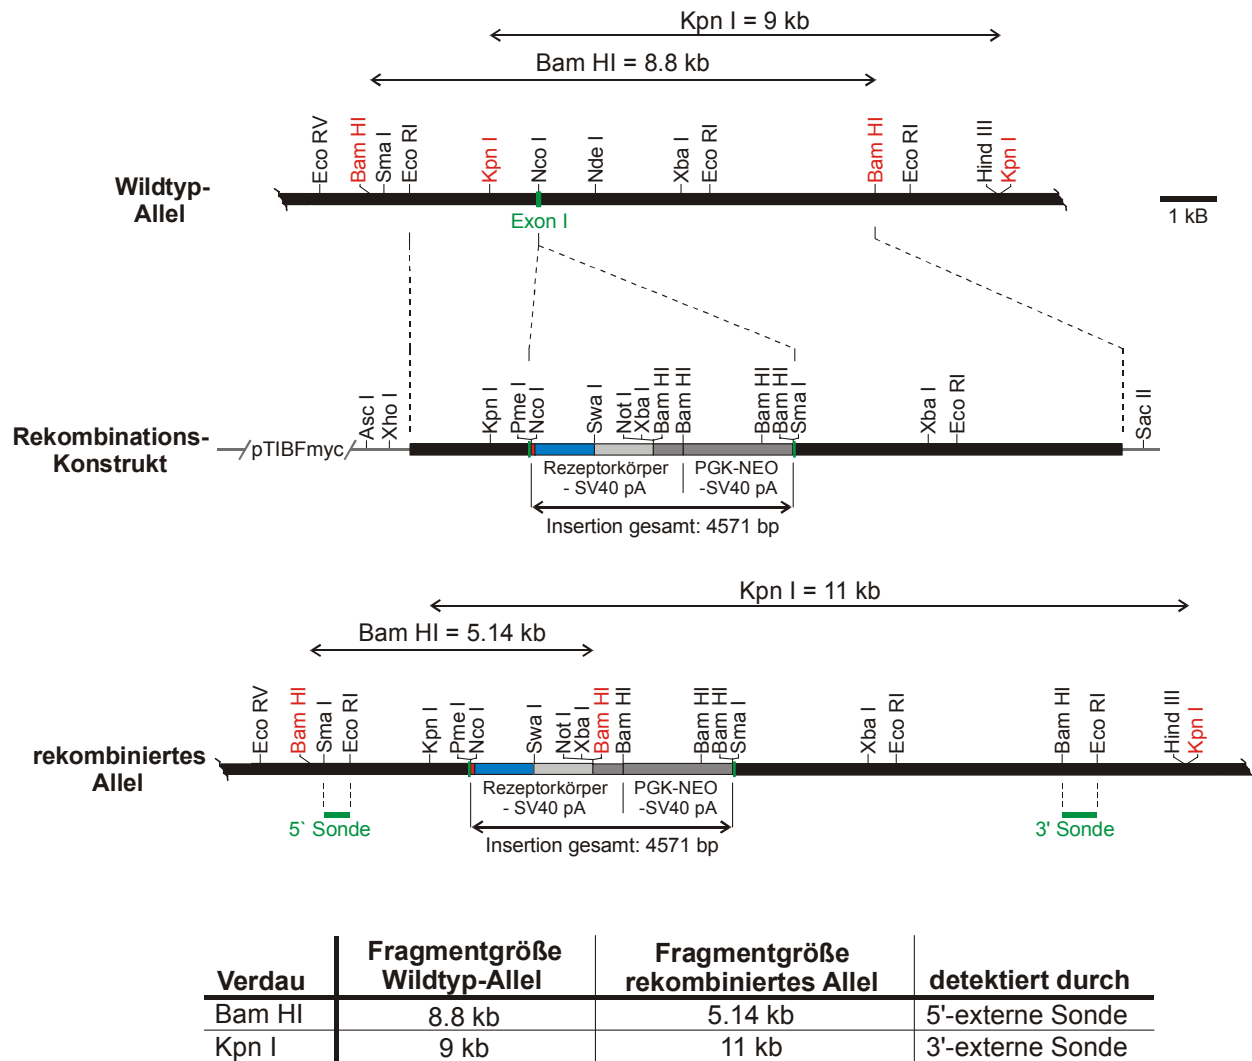 Kpn I = 9 kb
Bam HI = 8.8 kb
Eco RV
Bam HI
Sma I
Eco RI
Kpn I
Nco I
Nde I
Xba I
Eco RI
Bam HI
Eco RI
Hind III
Kpn I
Wildtyp-
Allel
Exon I
1 kB
Asc I
Xho I
Kpn I
Pme I
Nco I
Swa I
Not I
Xba I
Bam HI
Bam HI
Bam HI
Bam HI
Sma I
Xba I
Eco RI
Sac II
Rekombinations-
Konstrukt
pTIBFmyc
Rezeptorkörper
- SV40 pA
PGK-NEO
-SV40 pA
Insertion gesamt: 4571 bp
Kpn I = 11 kb
Bam HI = 5.14 kb
Eco RV
Bam HI
Sma I
Eco RI
Kpn I
Pme I
Nco I
Swa I
Not I
Xba I
Bam HI
Bam HI
Bam HI
Bam HI
Sma I
Xba I
Eco RI
Bam HI
Eco RI
Hind III
Kpn I
rekombiniertes
Allel
Rezeptorkörper
- SV40 pA
PGK-NEO
-SV40 pA
5` Sonde
3' Sonde
Insertion gesamt: 4571 bp
Verdau Fragmentgröße Wildtyp-Allel Fragmentgröße rekombiniertes Allel detektiert durch
Bam HI 8.8 kb 5.14 kb 5'-externe Sonde
Kpn I 9 kb 11 kb 3'-externe Sonde